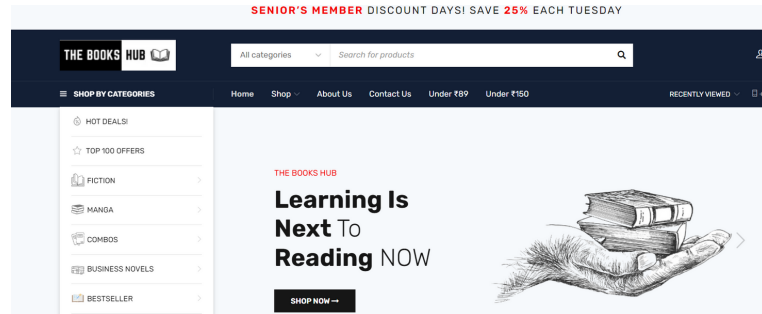 SENIOR'S MEMBER DISCOUNT DAYS! SAVE 25% EACH TUESDAY
THE BOOKS HUB
All categories
Search for products
SHOP BY CATEGORIES
Home
Shop
About Us
Contact Us
Under ₹89
Under ₹150
RECENTLY VIEWED
HOT DEALS!
TOP 100 OFFERS
FICTION
MANGA
COMBOS
BUSINESS NOVELS
BESTSELLER
THE BOOKS HUB
Learning Is
Next To
Reading NOW
SHOP NOW→